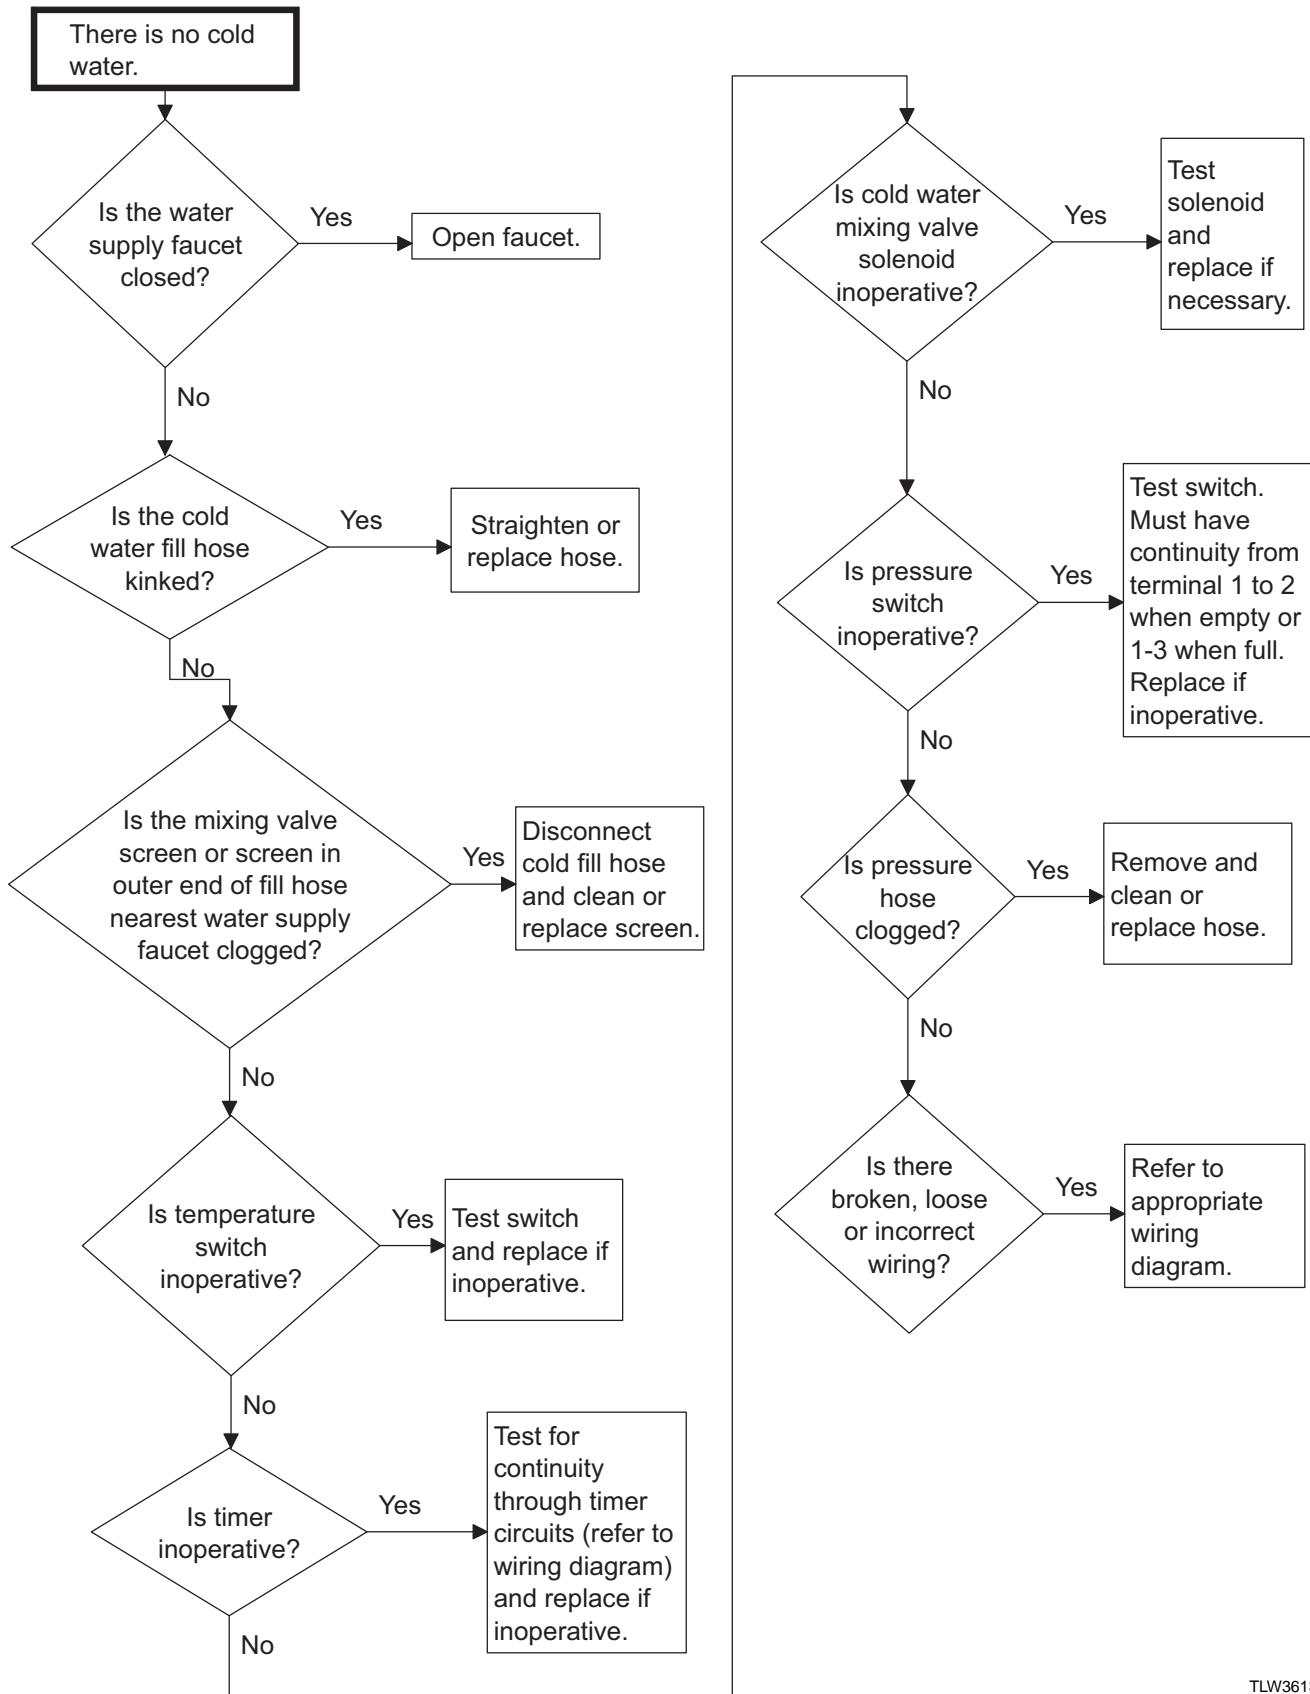 There is no cold
water.
Is the water
supply faucet
closed?
Yes
Open faucet.
No
Is the cold
water fill hose
kinked?
Yes
Straighten or
replace hose.
No
Is the mixing valve
screen or screen in
outer end of fill hose
nearest water supply
faucet clogged?
Yes
Disconnect
cold fill hose
and clean or
replace screen.
No
Is temperature
switch
inoperative?
Yes
Test switch
and replace if
inoperative.
No
Is timer
inoperative?
Yes
Test for
continuity
through timer
circuits (refer to
wiring diagram)
and replace if
inoperative.
No
Is cold water
mixing valve
solenoid
inoperative?
Yes
Test
solenoid
and
replace if
necessary.
No
Is pressure
switch
inoperative?
Yes
Test switch.
Must have
continuity from
terminal 1 to 2
when empty or
1-3 when full.
Replace if
inoperative.
No
Is pressure
hose
clogged?
Yes
Remove and
clean or
replace hose.
No
Is there
broken, loose
or incorrect
wiring?
Yes
Refer to
appropriate
wiring
diagram.